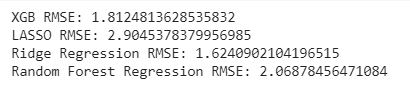 XGB RMSE: 1.8124813628535832
LASSO RMSE: 2.9045378379956985
Ridge Regression RMSE: 1.6240902104196515
Random Forest Regression RMSE: 2.06878456471084